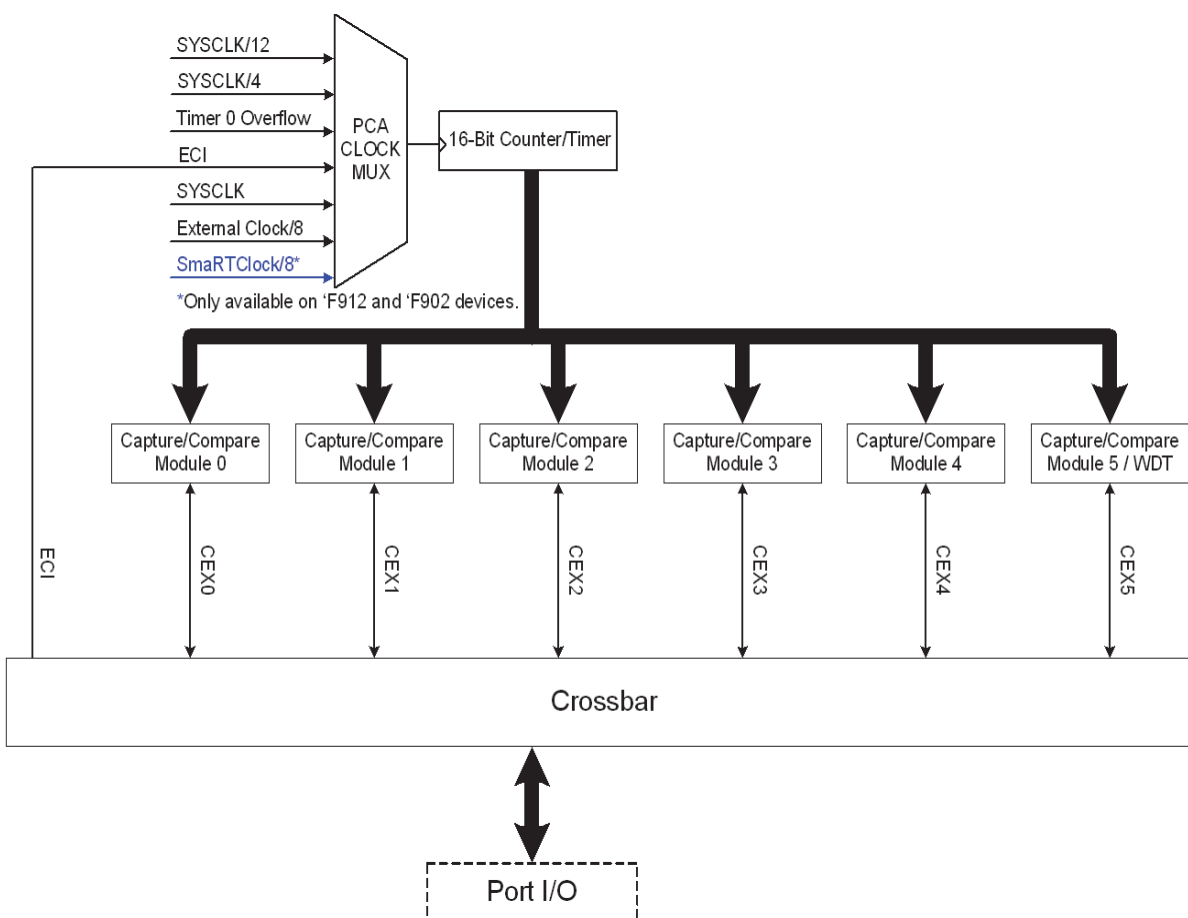 SYSCLK/12
SYSCLK/4
Timer 0 Overflow
ECI
SYSCLK
External Clock/8
SmaRTClock/8*
PCA
CLOCK
MUX
16-Bit Counter/Timer
*Only available on ‘F912 and ‘F902 devices.
Capture/Compare
Module 0
Capture/Compare
Module 1
Capture/Compare
Module 2
Capture/Compare
Module 3
Capture/Compare
Module 4
Capture/Compare
Module 5 / WDT
ECI
CEX0
CEX1
CEX2
CEX3
CEX4
CEX5
Crossbar
Port I/O